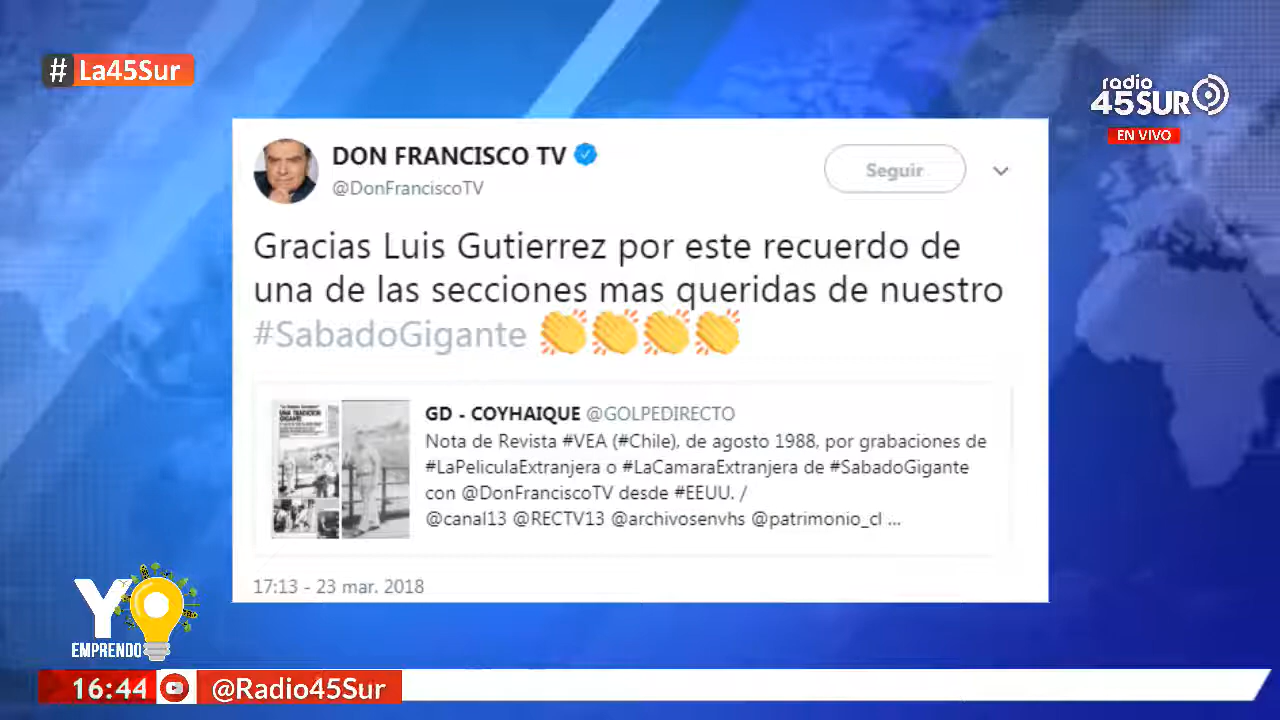 # La45Sur
radio
45SUR
EN VIVO
DON FRANCISCO TV
@DonFranciscoTV
Seguir
Gracias Luis Gutierrez por este recuerdo de
una de las secciones mas queridas de nuestro
#SabadoGigante 👏👏👏👏
UNA TRADICION
GIGANTE
GD - COYHAIQUE @GOLPEDIRECTO
Nota de Revista #VEA (#Chile), de agosto 1988, por grabaciones de
#LaPeliculaExtranjera o #LaCamaraExtranjera de #SabadoGigante
con @DonFranciscoTV desde #EEUU. /
@canal13 @RECTV13 @archivosenvhs @patrimonio_cl ...
17:13 - 23 mar. 2018
YO
EMPRENDO
16:44 @Radio45Sur